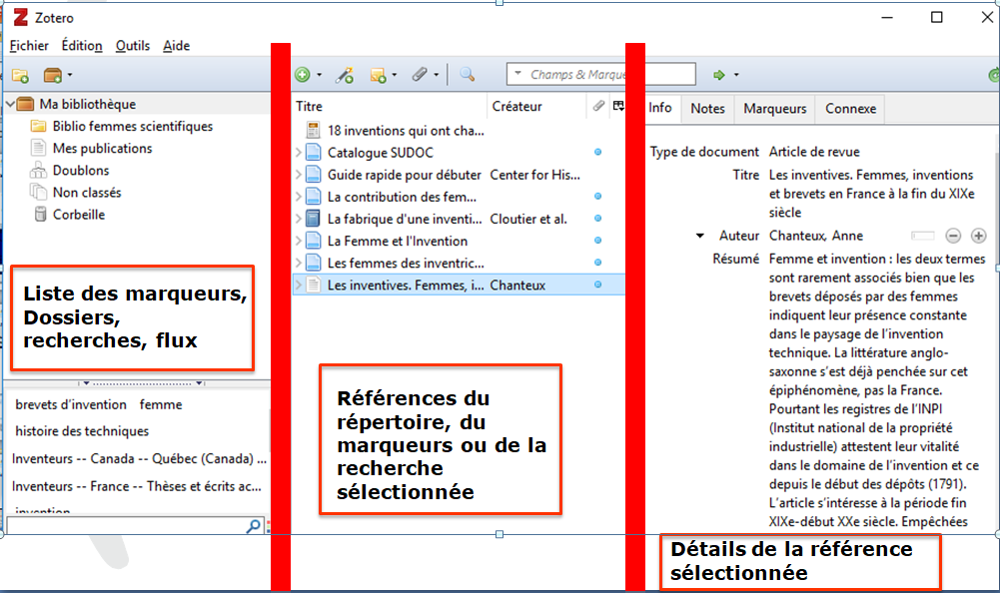 Zotero
Fichier Édition Outils Aide
Champs & Marque
Ma bibliothèque
Biblio femmes scientifiques
Mes publications
Doublons
Non classés
Corbeille
Liste des marqueurs,
Dossiers,
recherches, flux
brevets d'invention femme
histoire des techniques
Inventeurs -- Canada -- Québec (Canada) ...
Inventeurs -- France -- Thèses et écrits ac...
invention
Titre Créateur
18 inventions qui ont cha...
Catalogue SUDOC
Guide rapide pour débuter Center for His...
La contribution des fem...
La fabrique d'une inventi... Cloutier et al.
La Femme et l'Invention
Les femmes des inventric...
Les inventives. Femmes, i... Chanteux
Références du
répertoire, du
marqueurs ou de la
recherche
sélectionnée
Info Notes Marqueurs Connexe
Type de document Article de revue
Titre Les inventives. Femmes, inventions
et brevets en France à la fin du XIXe
siècle
Auteur Chanteux, Anne
Résumé Femme et invention : les deux termes
sont rarement associés bien que les
brevets déposés par des femmes
indiquent leur présence constante
dans le paysage de l'invention
technique. La littérature anglo-
saxonne s'est déjà penchée sur cet
épiphénomène, pas la France.
Pourtant les registres de l'INPI
(Institut national de la propriété
industrielle) attestent leur vitalité
dans le domaine de l'invention et ce
depuis le début des dépôts (1791).
L'article s'intéresse à la période fin
XIXe-début XXe siècle. Empêchées
Détails de la référence
sélectionnée